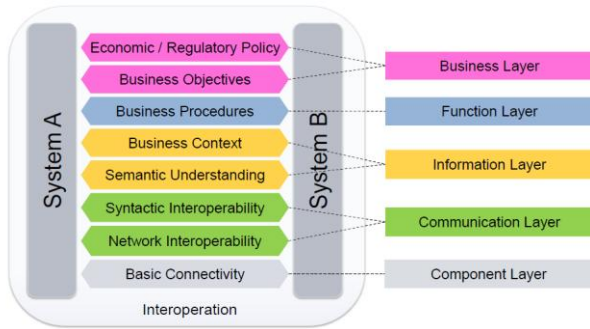 System A
Economic / Regulatory Policy
Business Objectives
Business Procedures
Business Context
Semantic Understanding
Syntactic Interoperability
Network Interoperability
Basic Connectivity
Interoperation
System B
Business Layer
Function Layer
Information Layer
Communication Layer
Component Layer